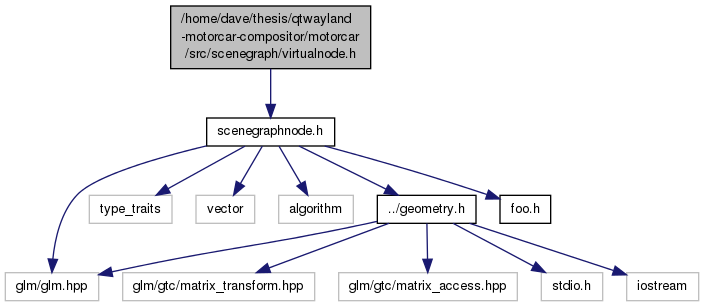 /home/dave/thesis/qtwayland
-motorcar-compositor/motorcar
/src/scenegraph/virtualnode.h
scenegraphnode.h
type_traits
vector
algorithm
../geometry.h
foo.h
glm/glm.hpp
glm/gtc/matrix_transform.hpp
glm/gtc/matrix_access.hpp
stdio.h
iostream